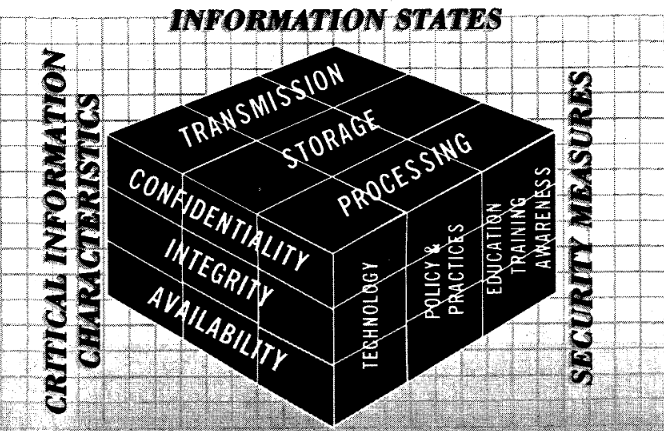 INFORMATION STATES
CRITICAL INFORMATION
CHARACTERISTICS
TRANSMISSION
STORAGE
PROCESSING
CONFIDENTIALITY
INTEGRITY
AVAILABILITY
TECHNOLOGY
POLICY &
PRACTICES
EDUCATION
TRAINING
AWARENESS
SECURITY MEASURES